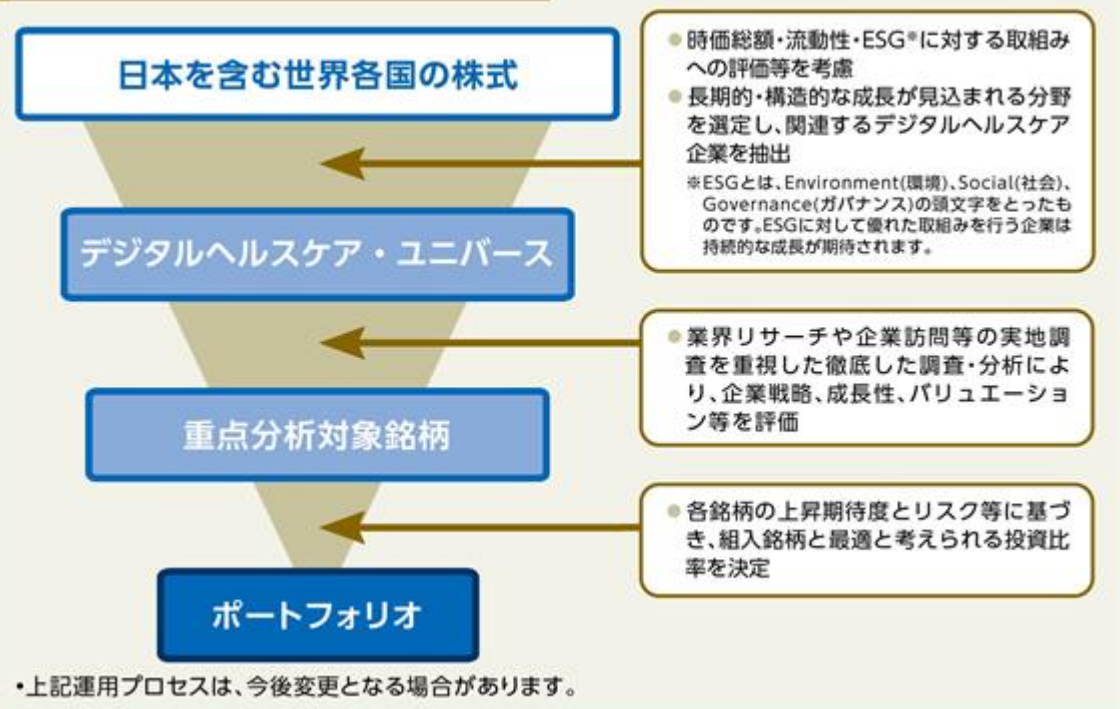 日本を含む世界各国の株式
●時価総額・流動性・ESG※に対する取組み
への評価等を考慮
●長期的・構造的な成長が見込まれる分野
を選定し、関連するデジタルヘルスケア
企業を抽出
※ESGとは、Environment(環境)、Social(社会)、
Governance(ガバナンス)の頭文字をとったも
のです。ESGに対して優れた取組みを行う企業は
持続的な成長が期待されます。
デジタルヘルスケア・ユニバース
●業界リサーチや企業訪問等の実地調
査を重視した徹底した調査・分析によ
り、企業戦略、成長性、バリュエーショ
ン等を評価
重点分析対象銘柄
●各銘柄の上昇期待度とリスク等に基づ
き、組入銘柄と最適と考えられる投資比
率を決定
ポートフォリオ
・上記運用プロセスは、今後変更となる場合があります。